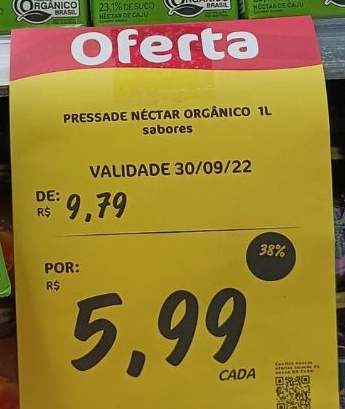 ORGÂNICO
BRASIL
23,1% DE SUCO
NÉCTAR DE CAJU
BRASIL
NÉCTAR DE CAJU
Oferta
PRESSADE NÉCTAR ORGÂNICO 1L
sabores
VALIDADE 30/09/22
DE:
R$ 9,79
38%
POR:
R$
5,99
CADA